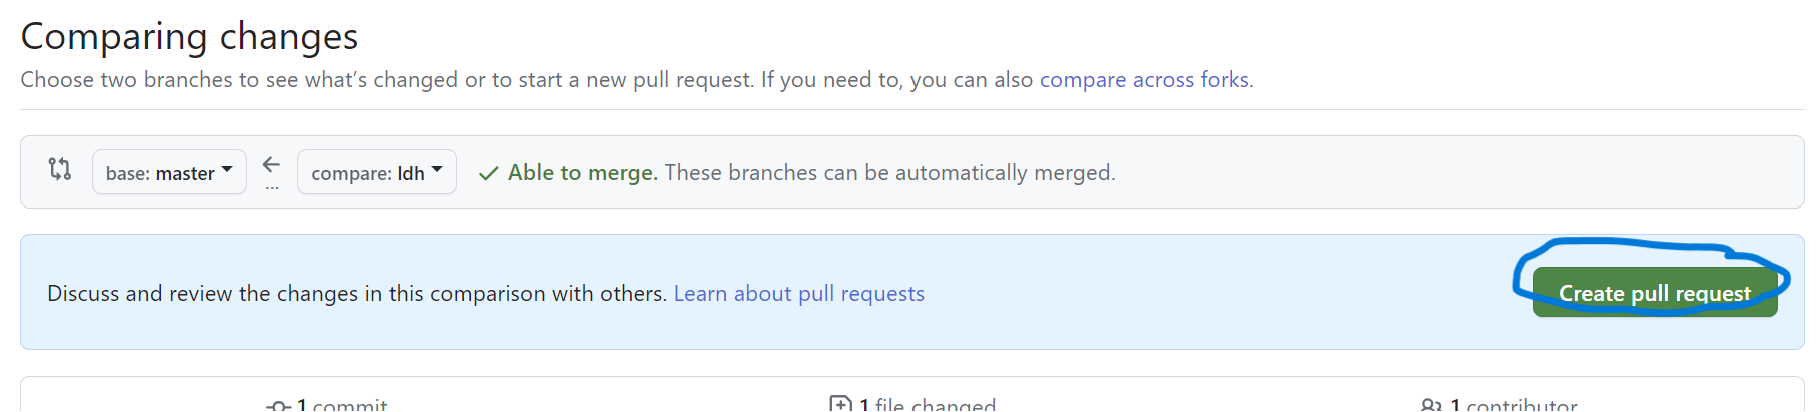 Comparing changes
Choose two branches to see what's changed or to start a new pull request. If you need to, you can also compare across forks.
base: master ← compare: ldh ✓ Able to merge. These branches can be automatically merged.
...
Discuss and review the changes in this comparison with others. Learn about pull requests Create pull request
1 commit 1 file changed 1 contributor